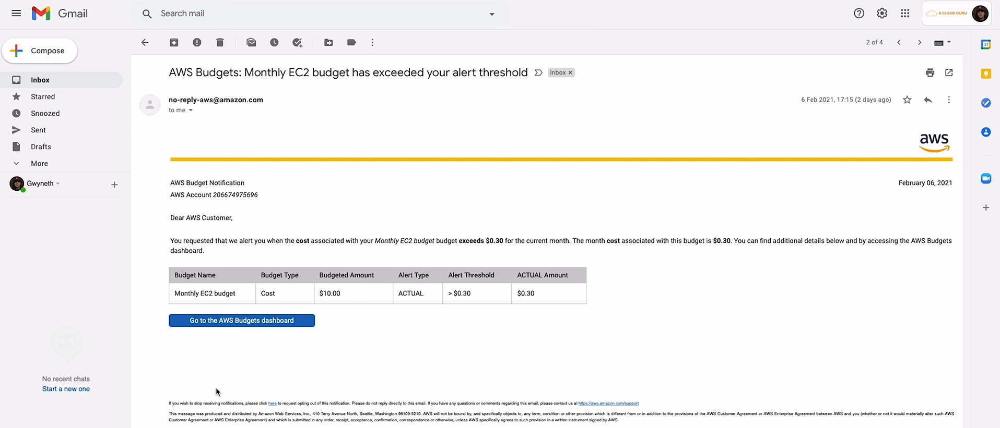 Gmail
Search mail
A CLOUD GURU
Compose
2 of 4
31
Inbox
Starred
Snoozed
Sent
Drafts
More
Gwyneth
No recent chats
Start a new one
AWS Budgets: Monthly EC2 budget has exceeded your alert threshold
Inbox ×
no-reply-aws@amazon.com
6 Feb 2021, 17:15 (2 days ago)
to me
aws
AWS Budget Notification
February 06, 2021
AWS Account 206674975696
Dear AWS Customer,
You requested that we alert you when the cost associated with your Monthly EC2 budget budget exceeds $0.30 for the current month. The month cost associated with this budget is $0.30. You can find additional details below and by accessing the AWS Budgets
dashboard.
Budget Name Budget Type Budgeted Amount Alert Type Alert Threshold ACTUAL Amount
Monthly EC2 budget Cost $10.00 ACTUAL > $0.30 $0.30
Go to the AWS Budgets dashboard
If you wish to stop receiving notifications, please click here to request opting out of this notification. Please do not reply directly to this email. If you have any questions or comments regarding this email, please contact us at https://aws.amazon.com/support
This message was produced and distributed by Amazon Web Services, Inc., 410 Terry Avenue North, Seattle, Washington 98109-5210. AWS will not be bound by, and specifically objects to, any term, condition or other provision which is different from or in addition to the provisions of the AWS Customer Agreement or AWS Enterprise Agreement between AWS and you (whether or not it would materially alter such AWS
Customer Agreement or AWS Enterprise Agreement) and which is submitted in any order, receipt, acceptance, confirmation, correspondence or otherwise, unless AWS specifically agrees to such provision in a written instrument signed by AWS.